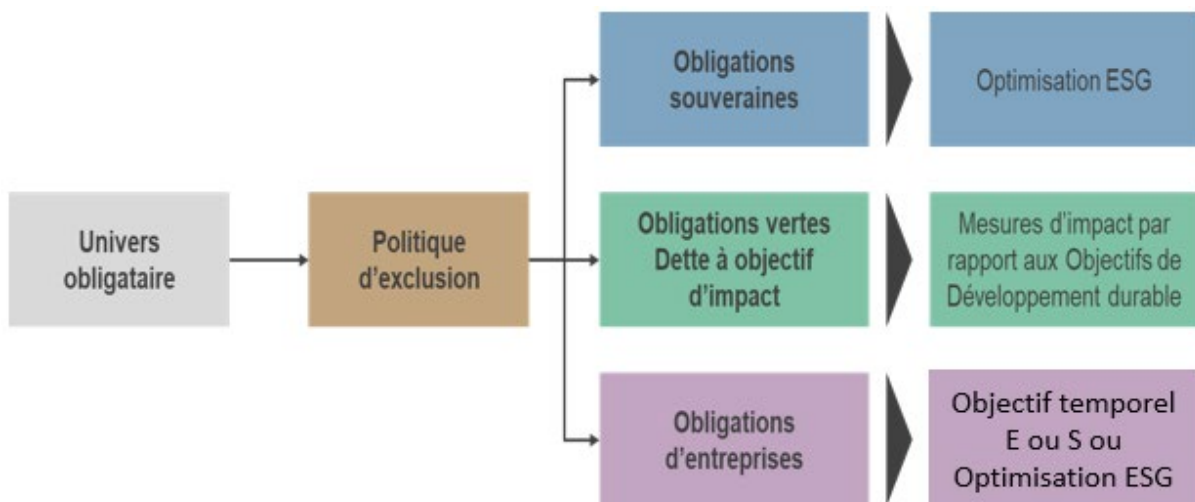 Univers
obligataire
Politique
d'exclusion
Obligations
souveraines
Optimisation ESG
Obligations vertes
Dette à objectif
d'impact
Mesures d'impact par
rapport aux Objectifs de
Développement durable
Obligations
d'entreprises
Objectif temporel
E ou S ou
Optimisation ESG